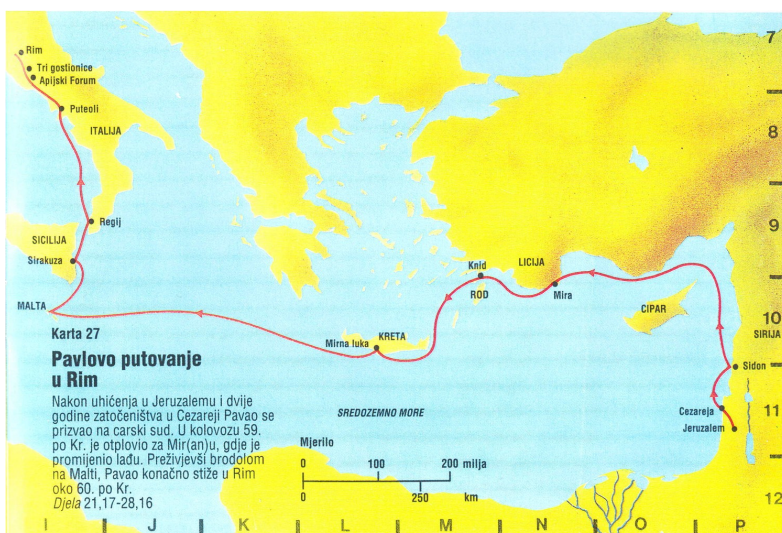 7
Rim
Tri gostionice
Apijski Forum
Puteoli
8
ITALIJA
Regij
9
SICILIJA
Sirakuza
Knid
LICIJA
ROD
Mira
MALTA
CIPAR
10
SIRIJA
Karta 27
Mirna luka
KRETA
Pavlovo putovanje
u Rim
Sidon
Nakon uhićenja u Jeruzalemu i dvije
godine zatočeništva u Cezareji Pavao se
prizvao na carski sud. U kolovozu 59.
po Kr. je otplovio za Mir(an)u, gdje je
promijenio lađu. Preživjevši brodolom
na Malti, Pavao konačno stiže u Rim
oko 60. po Kr.
Djela 21,17-28,16
SREDOZEMNO MORE
Cezareja
11
Jeruzalem
Mjerilo
0 100 200 milja
0 250 km
12
I J K L M N O P